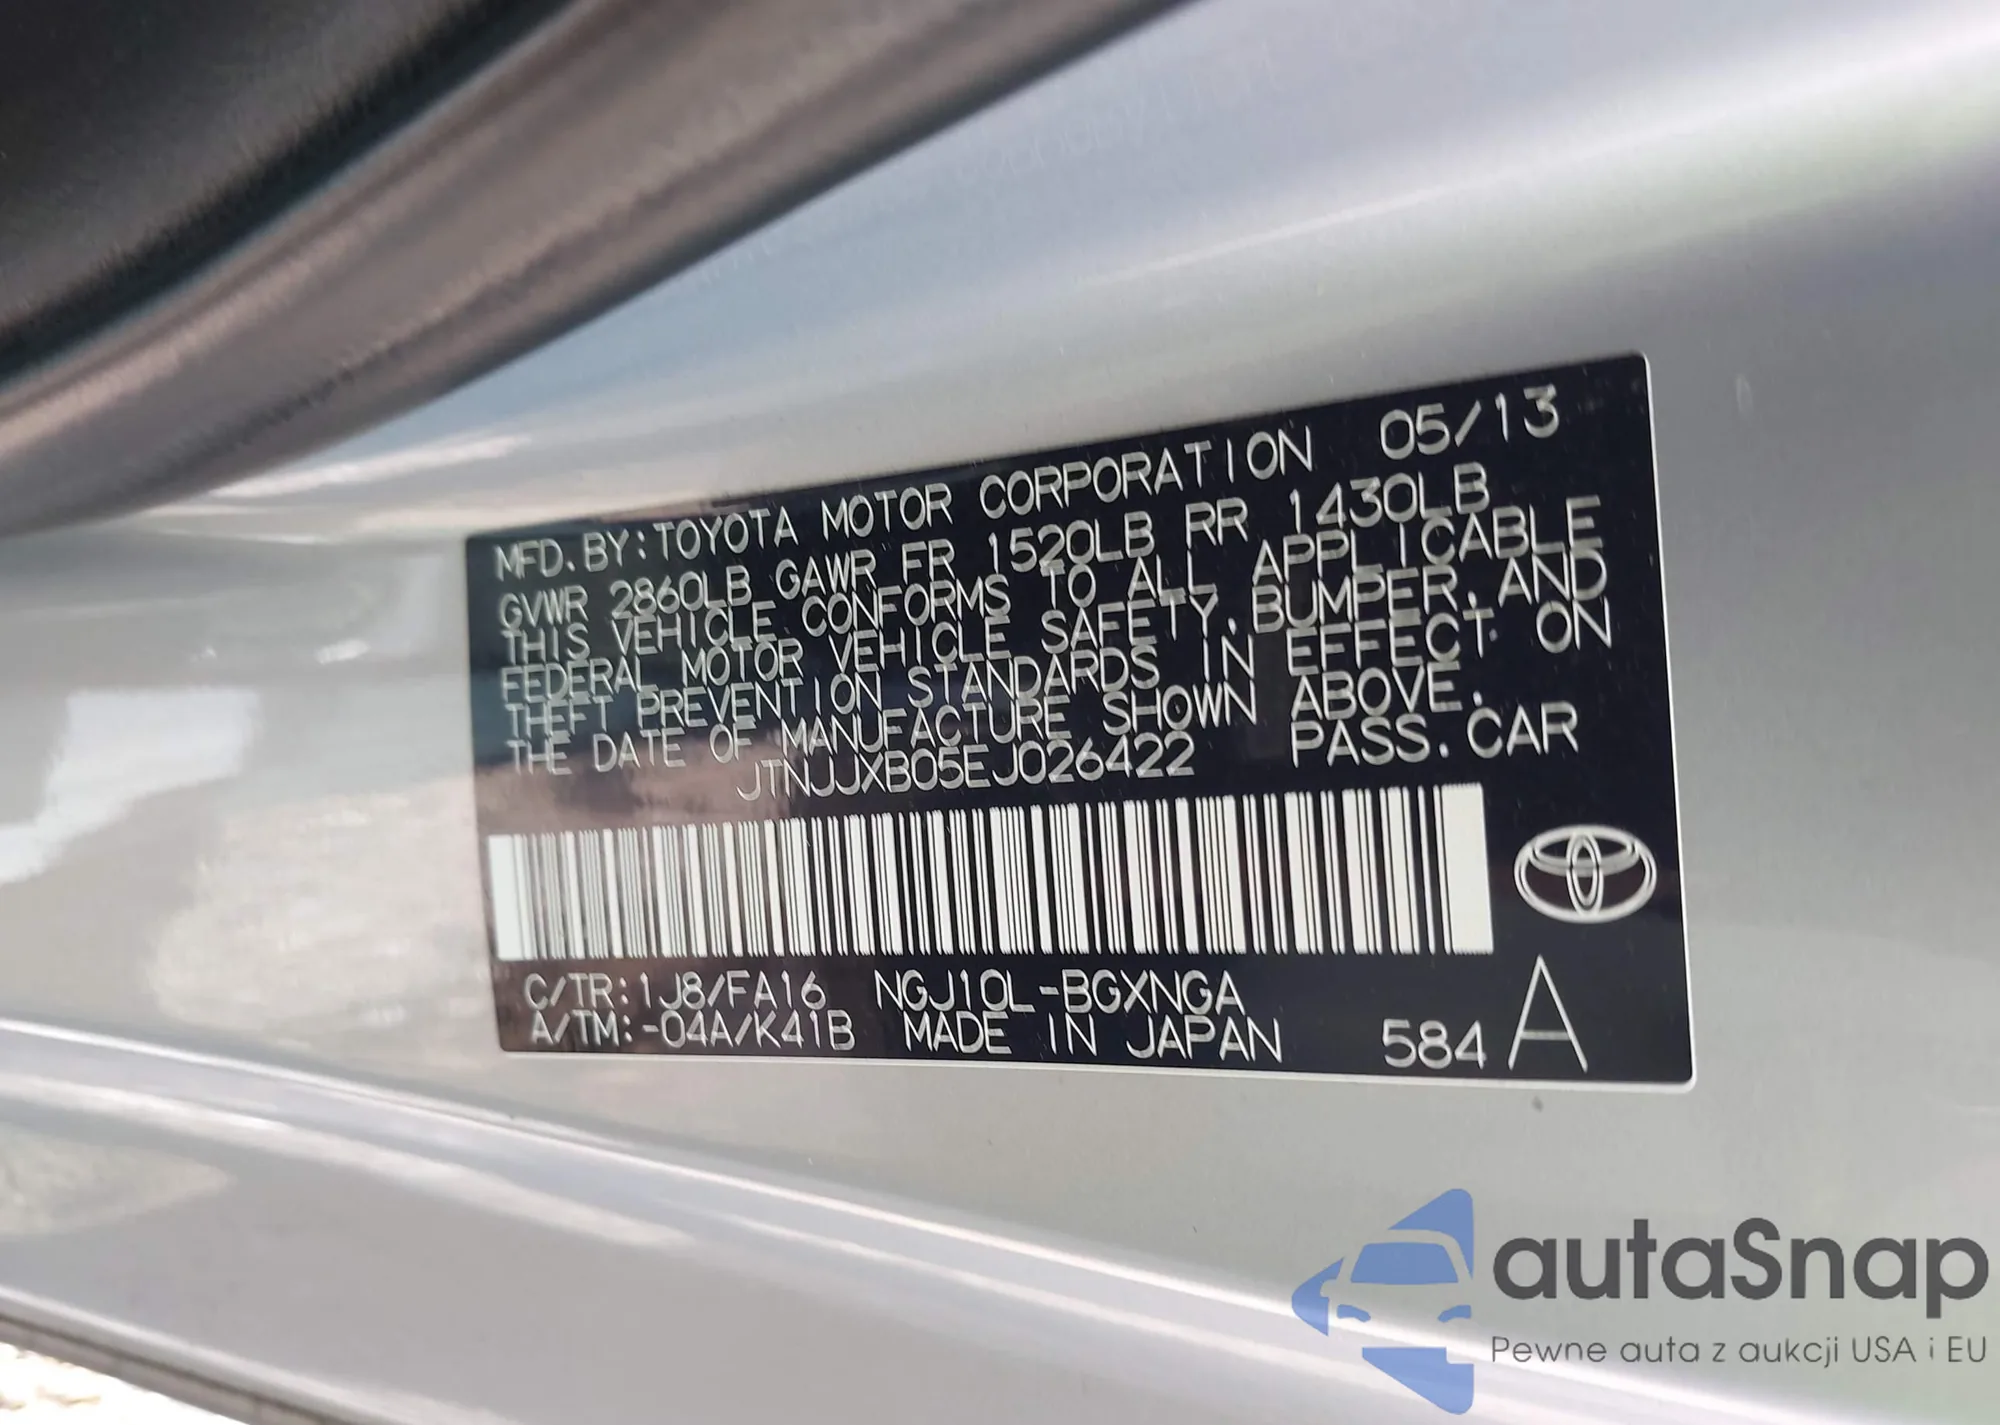 MFD.BY:TOYOTA MOTOR CORPORATION 05/13
GVWR 2860LB GAWR FR 1520LB RR 1430LB
THIS VEHICLE CONFORMS TO ALL APPLICABLE
FEDERAL MOTOR VEHICLE SAFETY,BUMPER,AND
THEFT PREVENTION STANDARDS IN EFFECT ON
THE DATE OF MANUFACTURE SHOWN ABOVE.
JTNJJXB05EJ026422 PASS.CAR
C/TR:1J8/FA16 NGJ10L-BGXNGA
A/TM:-04A/K41B MADE IN JAPAN 584 A
autaSnap
Pewne auta z aukcji USA i EU